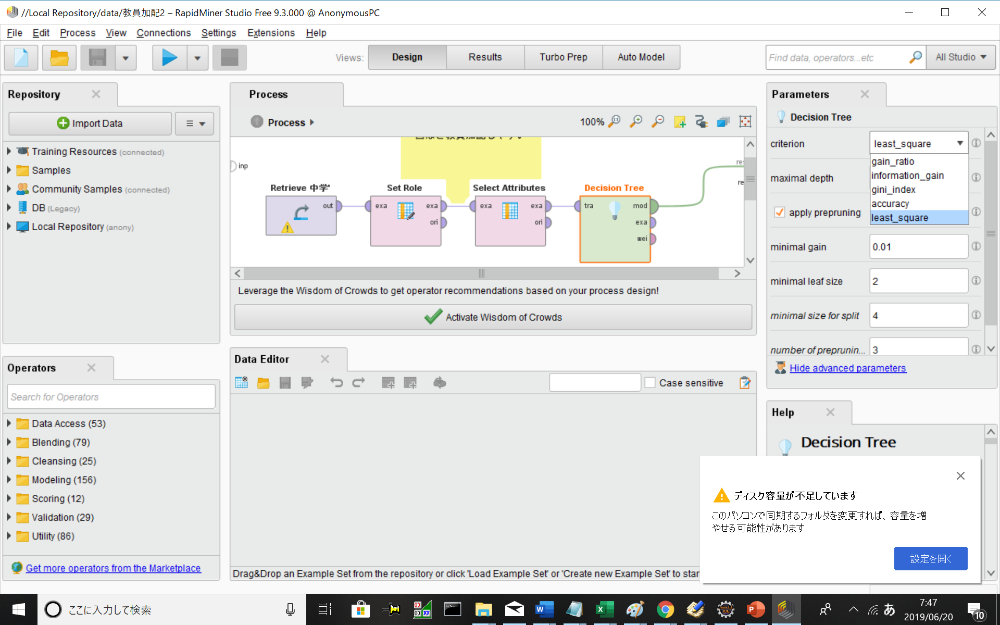 //Local Repository/data/教員加配2 – RapidMiner Studio Free 9.3.000 @ AnonymousPC
File Edit Process View Connections Settings Extensions Help
Views: Design Results Turbo Prep Auto Model
Find data, operators...etc
All Studio
Repository
Import Data
Training Resources (connected)
Samples
Community Samples (connected)
DB (Legacy)
Local Repository (anony)
Operators
Search for Operators
Data Access (53)
Blending (79)
Cleansing (25)
Modeling (156)
Scoring (12)
Validation (29)
Utility (86)
Get more operators from the Marketplace
Process
Process
100%
inp
Retrieve 中学'
out
Set Role
exa exa
ori
Select Attributes
exa exa
ori
Decision Tree
tra mod
exa
wei
res
re
Leverage the Wisdom of Crowds to get operator recommendations based on your process design!
Activate Wisdom of Crowds
Data Editor
Case sensitive
Drag&Drop an Example Set from the repository or click 'Load Example Set' or 'Create new Example Set' to star
Parameters
Decision Tree
criterion
least_square
gain_ratio
information_gain
gini_index
accuracy
least_square
maximal depth
apply prepruning
minimal gain
0.01
minimal leaf size
2
minimal size for split
4
number of preprunin...
3
Hide advanced parameters
Help
Decision Tree
ディスク容量が不足しています
このパソコンで同期するフォルダを変更すれば、容量を増
やせる可能性があります
設定を開く
ここに入力して検索
あ
7:47
2019/06/20
10